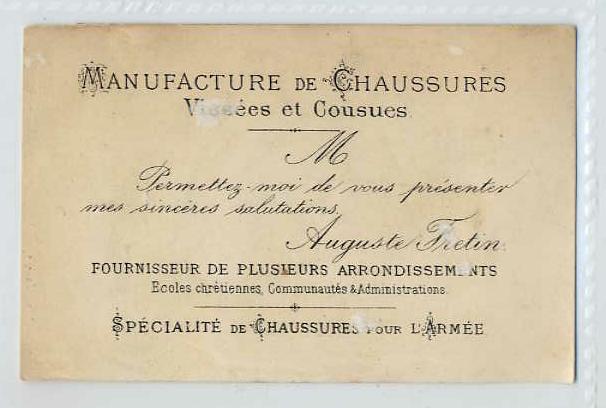 MANUFACTURE DE CHAUSSURES
Vissées et Cousues.
M
Permettez-moi de vous présenter
mes sincères salutations.
Auguste Fretin.
FOURNISSEUR DE PLUSIEURS ARRONDISSEMENTS
Ecoles chrétiennes, Communautés & Administrations.
SPÉCIALITÉ DE CHAUSSURES POUR L'ARMÉE